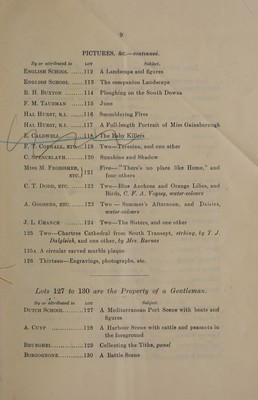 9
PICTURES, &c.—continued.
By or attributed to LOT Subject.
ENGLISH SCHOOL ......112 A Landscape and figures
ENGLISH SCHOOL ......113 The companion Landscape
B. H. BUXTON .........114 Ploughing on the South Downs
F. M. TAUBMAN ......115 June
HAL HURST, R.I. ......116 Smouldering Fires
HAL HURST, R.I. ......117 A Full-length Portrait of Miss Gainsborough
E. CALDWELL.........118 The Baby Killers
119 Two— and one other
120 Sunshine and Shadow
MISS M. FROBISHER, ETC. } 121 { Five—"There's no place like Home," and
four others
C. T. DODD, ETC. ......122 Two—Blue Anchors and Orange Lilies, and
Birds, C. F. A. Voysey, water-colours
A. GOODENS, ETC. ......123 Two — Summer's Afternoon, and Daisies,
water-colours
J. L. CHANCE .........124 Two—The Sisters, and one other
125 Two—Chartres Cathedral from South Transept, etching, by T. J.
Dalgleish, and one other, by Mrs. Barnes
125A A circular carved marble plaque
126 Thirteen—Engravings, photographs, etc.
Lots 127 to 130 are the Property of a Gentleman.
By or attributed to LOT Subject.
DUTCH SCHOOL.........127 A Mediterranean Port Scene with boats and
figures
A. CUYP ...............128 A Harbour Scene with cattle and peasants in
the foreground
BRUEGHEL...............129 Collecting the Tithe, panel
BORGOGNONE............130 A Battle Scene